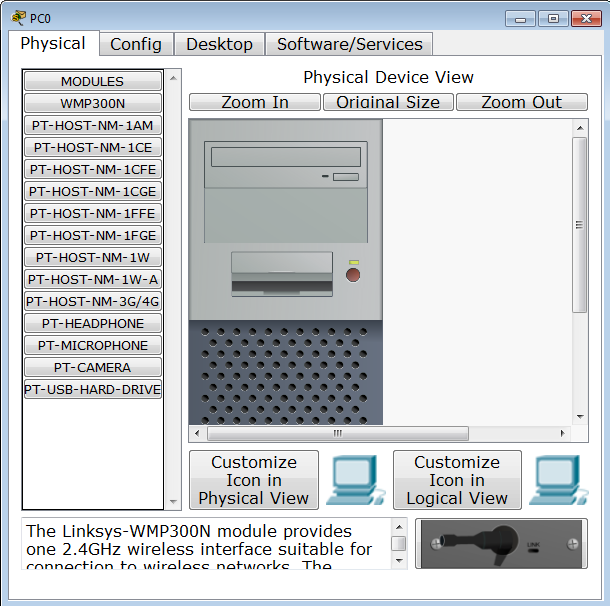 PC0
Physical Config Desktop Software/Services
MODULES
WMP300N
PT-HOST-NM-1AM
PT-HOST-NM-1CE
PT-HOST-NM-1CFE
PT-HOST-NM-1CGE
PT-HOST-NM-1FFE
PT-HOST-NM-1FGE
PT-HOST-NM-1W
PT-HOST-NM-1W-A
PT-HOST-NM-3G/4G
PT-HEADPHONE
PT-MICROPHONE
PT-CAMERA
PT-USB-HARD-DRIVE
Physical Device View
Zoom In Original Size Zoom Out
Customize
Icon in
Physical View
Customize
Icon in
Logical View
The Linksys-WMP300N module provides
one 2.4GHz wireless interface suitable for
connection to wireless networks. The
LINK